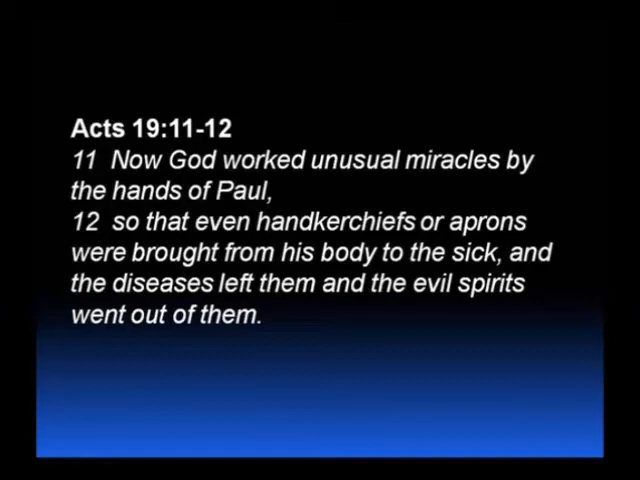 Acts 19:11-12
11 Now God worked unusual miracles by
the hands of Paul,
12 so that even handkerchiefs or aprons
were brought from his body to the sick, and
the diseases left them and the evil spirits
went out of them.